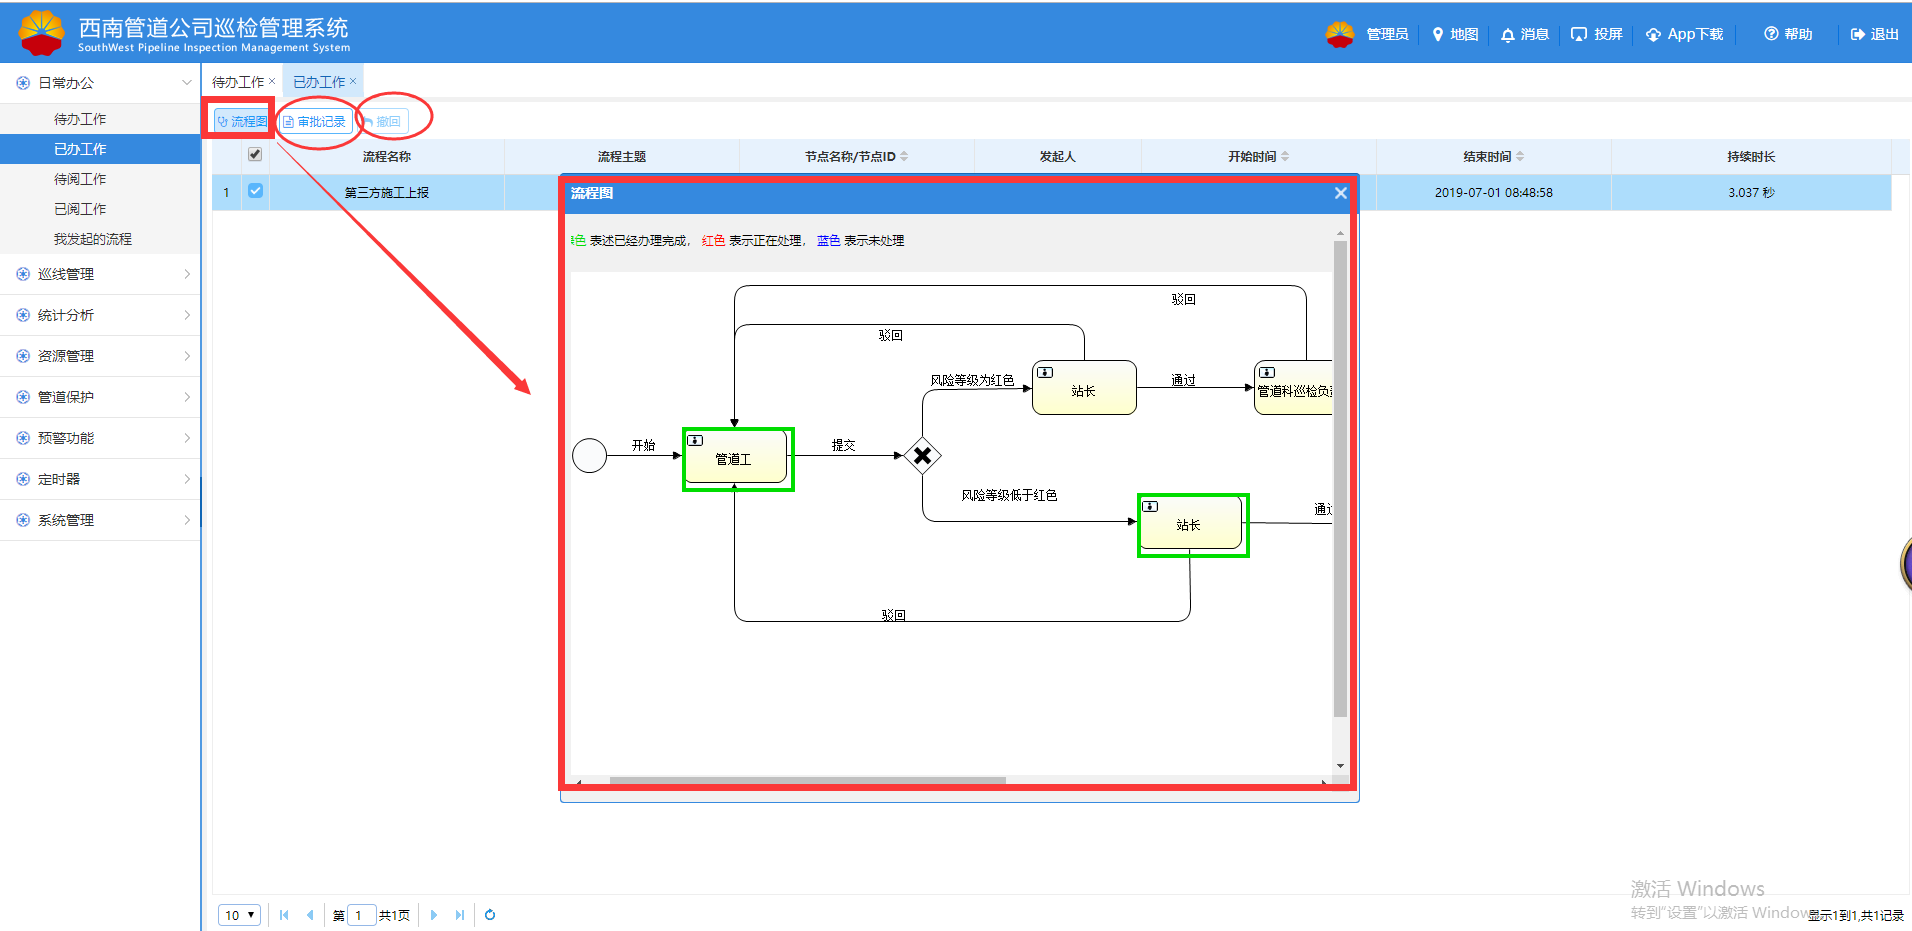 西南管道公司巡检管理系统
SouthWest Pipeline Inspection Management System
管理员
地图
消息
投屏
App下载
帮助
退出
日常办公
待办工作
已办工作
待阅工作
已阅工作
我发起的流程
巡线管理
统计分析
资源管理
管道保护
预警功能
定时器
系统管理
待办工作 ×
已办工作 ×
流程图
审批记录
撤回
流程名称
流程主题
节点名称/节点ID
发起人
开始时间
结束时间
持续时长
1
第三方施工上报
2019-07-01 08:48:58
3.037 秒
流程图
色 表述已经办理完成， 红色 表示正在处理， 蓝色 表示未处理
驳回
驳回
风险等级为红色
站长
通过
管道科巡检负
开始
管道工
提交
风险等级低于红色
站长
通
驳回
10
第 1 共1页
激活 Windows
转到"设置"以激活 Window
显示1到1,共1记录